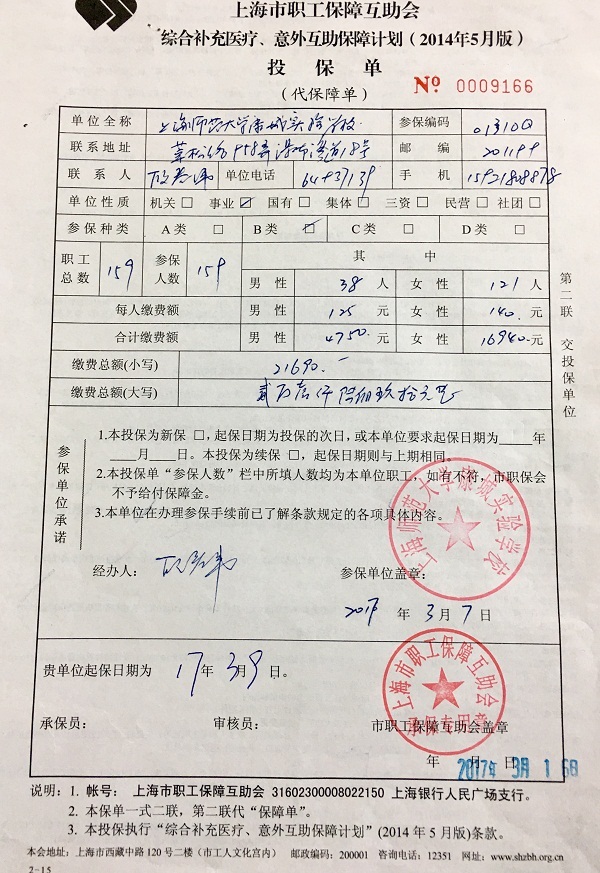 上海市职工保障互助会
综合补充医疗、意外互助保障计划（2014年5月版）
投保单
（代保障单）
No 0009166
单位全称 上海师范大学康城实验学校 参保编码 01310Q
联系地址 莘松路958弄 18号 邮编 201199
联系人 单位电话 64937139 手机
单位性质 机关□ 事业☑ 国有□ 集体□ 三资□ 民营□ 社团□
参保种类 A类 □ B类 ☑ C类 □ D类 □
职工总数 159 参保人数 159 其中
男性 38人 女性 121人
每人缴费额 男性 125元 女性 140.元
合计缴费额 男性 4750.元 女性 16940.元
缴费总额(小写) 21690.一
缴费总额(大写) 贰万壹仟陆佰玖拾元
参保单位承诺
1.本投保为新保 □，起保日期为投保的次日，或本单位要求起保日期为____年
____月____日。本投保为续保 □，起保日期则与上期相同。
2.本投保单“参保人数”栏中所填人数均为本单位职工，如有不符，市职保会
不予给付保障金。
3.本单位在办理参保手续前已了解条款规定的各项具体内容。
经办人： 参保单位盖章：
上海师范大学康城实验学校
2017 年 3月 7日
贵单位起保日期为 17年 3月9日。
上海市职工保障互助会
承保专用章
承保员： 审核员： 市职工保障互助会盖章
年 月 日
2017年 3月 16日
第二联 交投保单位
说明：1. 帐号： 上海市职工保障互助会 31602300008022150 上海银行人民广场支行。
2. 本保单一式二联，第二联代“保障单”。
3. 本投保执行“综合补充医疗、意外互助保障计划”(2014 年 5 月版)条款。
本会地址：上海市西藏中路 120 号二楼（市工人文化宫内） 邮政编码：200001 咨询电话：12351 网址：www.shzbh.org.cn
2-15